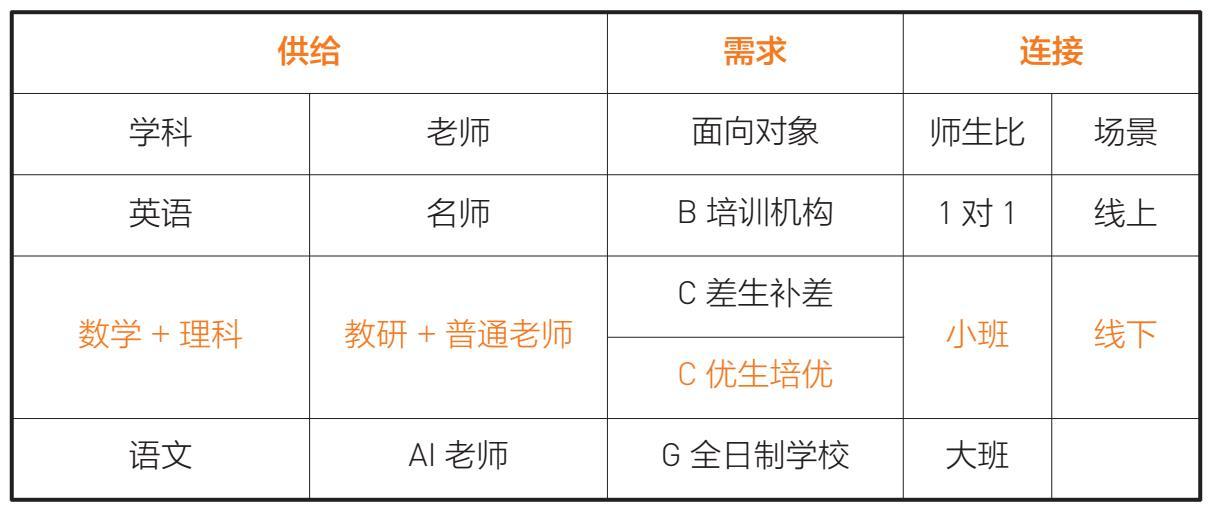 供给 需求 连接
学科 老师 面向对象 师生比 场景
英语 名师 B 培训机构 1 对 1 线上
C 差生补差
数学 + 理科 教研 + 普通老师 小班 线下
C 优生培优
语文 AI 老师 G 全日制学校 大班